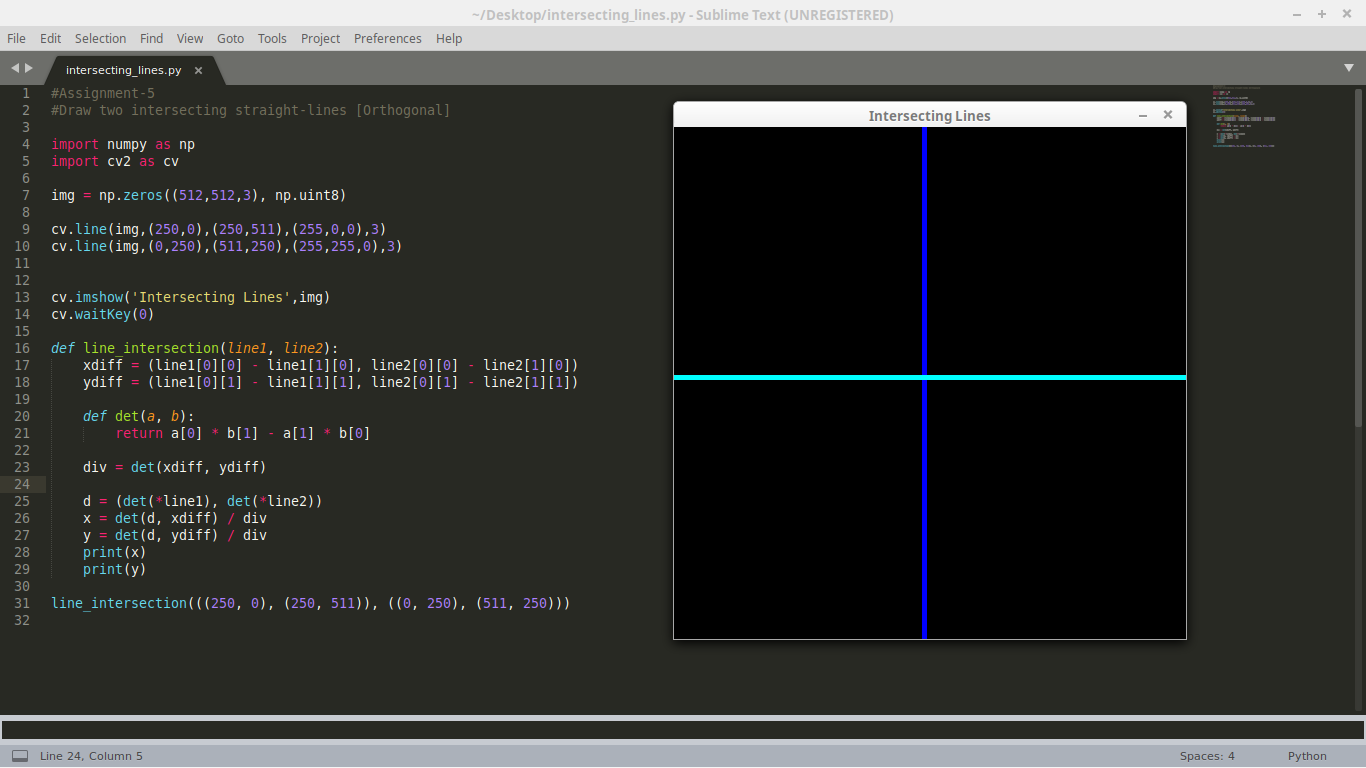 ~/Desktop/intersecting_lines.py - Sublime Text (UNREGISTERED)
File Edit Selection Find View Goto Tools Project Preferences Help
intersecting_lines.py
1 #Assignment-5
2 #Draw two intersecting straight-lines [Orthogonal]
3
4 import numpy as np
5 import cv2 as cv
6
7 img = np.zeros((512,512,3), np.uint8)
8
9 cv.line(img,(250,0),(250,511),(255,0,0),3)
10 cv.line(img,(0,250),(511,250),(255,255,0),3)
11
12
13 cv.imshow('Intersecting Lines',img)
14 cv.waitKey(0)
15
16 def line_intersection(line1, line2):
17     xdiff = (line1[0][0] - line1[1][0], line2[0][0] - line2[1][0])
18     ydiff = (line1[0][1] - line1[1][1], line2[0][1] - line2[1][1])
19
20     def det(a, b):
21         return a[0] * b[1] - a[1] * b[0]
22
23     div = det(xdiff, ydiff)
24
25     d = (det(*line1), det(*line2))
26     x = det(d, xdiff) / div
27     y = det(d, ydiff) / div
28     print(x)
29     print(y)
30
31 line_intersection(((250, 0), (250, 511)), ((0, 250), (511, 250)))
32
Intersecting Lines
Line 24, Column 5
Spaces: 4
Python